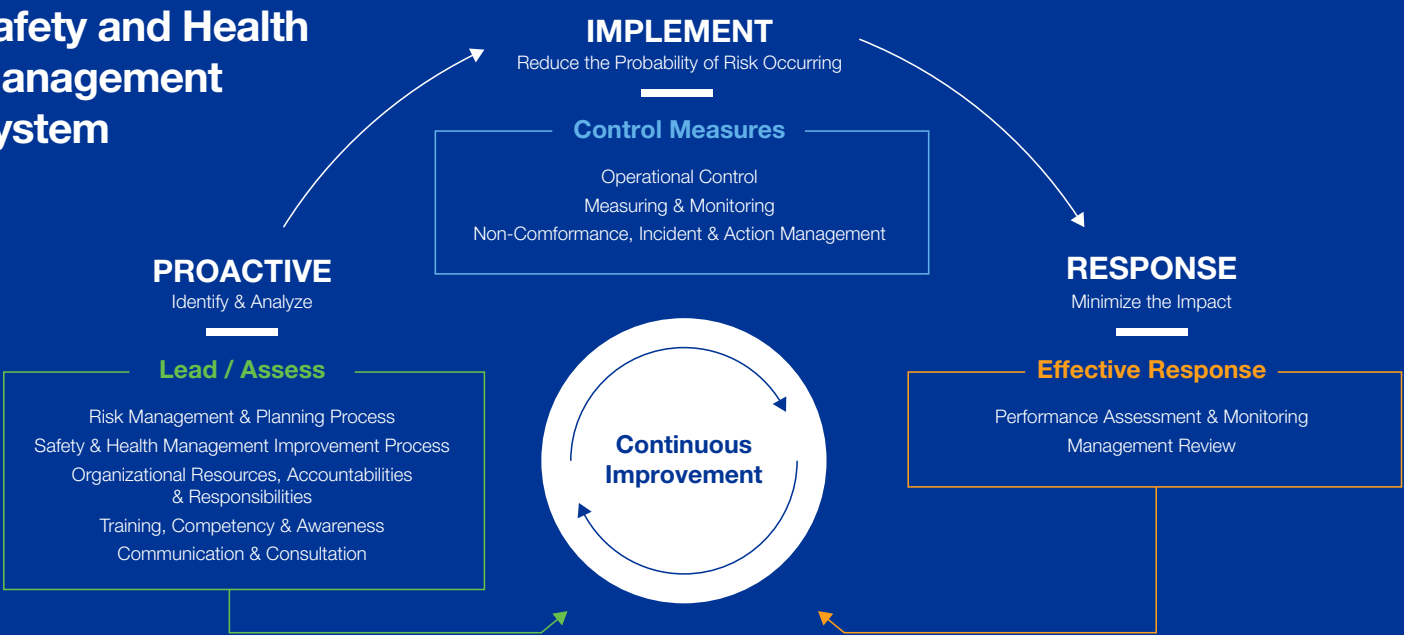 afety and Health
anagement
ystem
IMPLEMENT
Reduce the Probability of Risk Occurring
Control Measures
Operational Control
Measuring & Monitoring
Non-Comformance, Incident & Action Management
PROACTIVE
Identify & Analyze
Lead / Assess
Risk Management & Planning Process
Safety & Health Management Improvement Process
Organizational Resources, Accountabilities
& Responsibilities
Training, Competency & Awareness
Communication & Consultation
Continuous
Improvement
RESPONSE
Minimize the Impact
Effective Response
Performance Assessment & Monitoring
Management Review